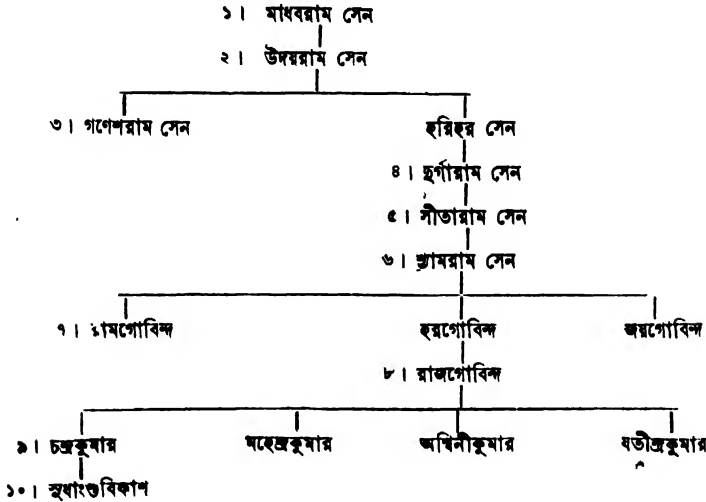 ১। মাধবরাম সেন
২। উদয়রাম সেন
৩। গণেশরাম সেন হরিহর সেন
৪। দুর্গারাম সেন
৫। সীতারাম সেন
৬। শ্যামরাম সেন
৭। রামগোবিন্দ হরগোবিন্দ জয়গোবিন্দ
৮। রাজগোবিন্দ
৯। চন্দ্রকুমার মহেন্দ্রকুমার অশ্বিনীকুমার যতীন্দ্রকুমার
১০। সুধাংশুবিকাশ